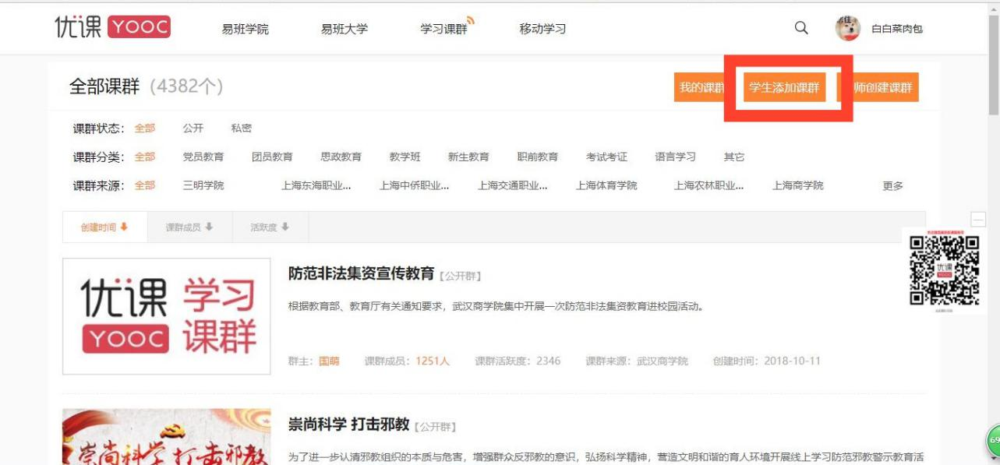 优课 YOOC 易班学院 易班大学 学习课群 移动学习 白白菜肉包
全部课群 (4382个) 我的课群 学生添加课群 师创建课群
课群状态： 全部 公开 私密
课群分类： 全部 党员教育 团员教育 思政教育 教学班 新生教育 职前教育 考试考证 语言学习 其它
课群来源： 全部 三明学院 上海东海职业... 上海中侨职业... 上海交通职业... 上海体育学院 上海农林职业... 上海商学院 更多
创建时间 课群成员 活跃度
优课 YOOC 学习课群
防范非法集资宣传教育【公开群】
根据教育部、教育厅有关通知要求，武汉商学院集中开展一次防范非法集资教育进校园活动。
群主：国萌 课群成员：1251人 课群活跃度：2346 课群来源：武汉商学院 创建时间：2018-10-11
优课 YOOC
崇尚科学 打击邪教【公开群】
崇尚科学 打击邪教
为了进一步认清邪教组织的本质与危害，增强群众反邪教的意识，弘扬科学精神，营造文明和谐的育人环境开展线上学习防范邪教警示教育活